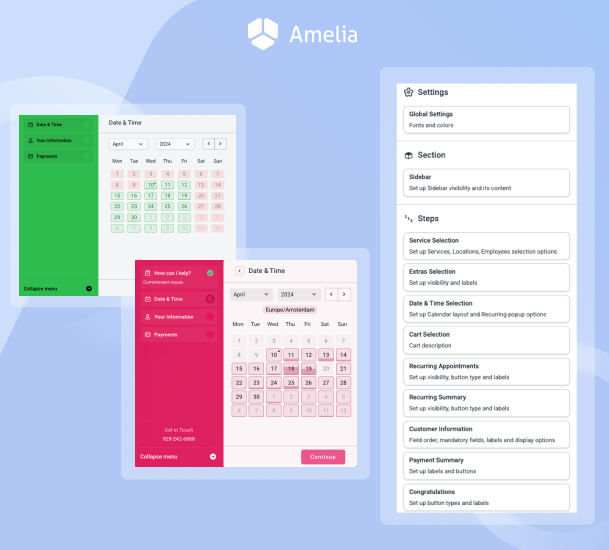 Amelia
Date & Time
Your Information
Payments
Collapse menu
Date & Time
April 2024
Mon Tue Wed Thu Fri Sat Sun
1 2 3 4 5 6 7
8 9 10 11 12 13 14
15 16 17 18 19 20 21
22 23 24 25 26 27 28
29 30 1 2 3 4 5
6 7 8 9 10 11 12
How can i help?
Commitment Issues
Date & Time
Your Information
Payments
Get in Touch
929-242-6868
Collapse menu
Date & Time
April 2024
Europe/Amsterdam
Mon Tue Wed Thu Fri Sat Sun
1 2 3 4 5 6 7
8 9 10 11 12 13 14
15 16 17 18 19 20 21
22 23 24 25 26 27 28
29 30 1 2 3 4 5
6 7 8 9 10 11 12
Continue
Settings
Global Settings
Fonts and colors
Section
Sidebar
Set up Sidebar visibility and its content
Steps
Service Selection
Set up Services, Locations, Employees selection options
Extras Selection
Set up visibility and labels
Date & Time Selection
Set up Calendar layout and Recurring popup options
Cart Selection
Cart description
Recurring Appointments
Set up visibility, button type and labels
Recurring Summary
Set up visibility, button type and labels
Customer Information
Field order, mandatory fields, labels and display options
Payment Summary
Set up labels and buttons
Congratulations
Set up button types and labels